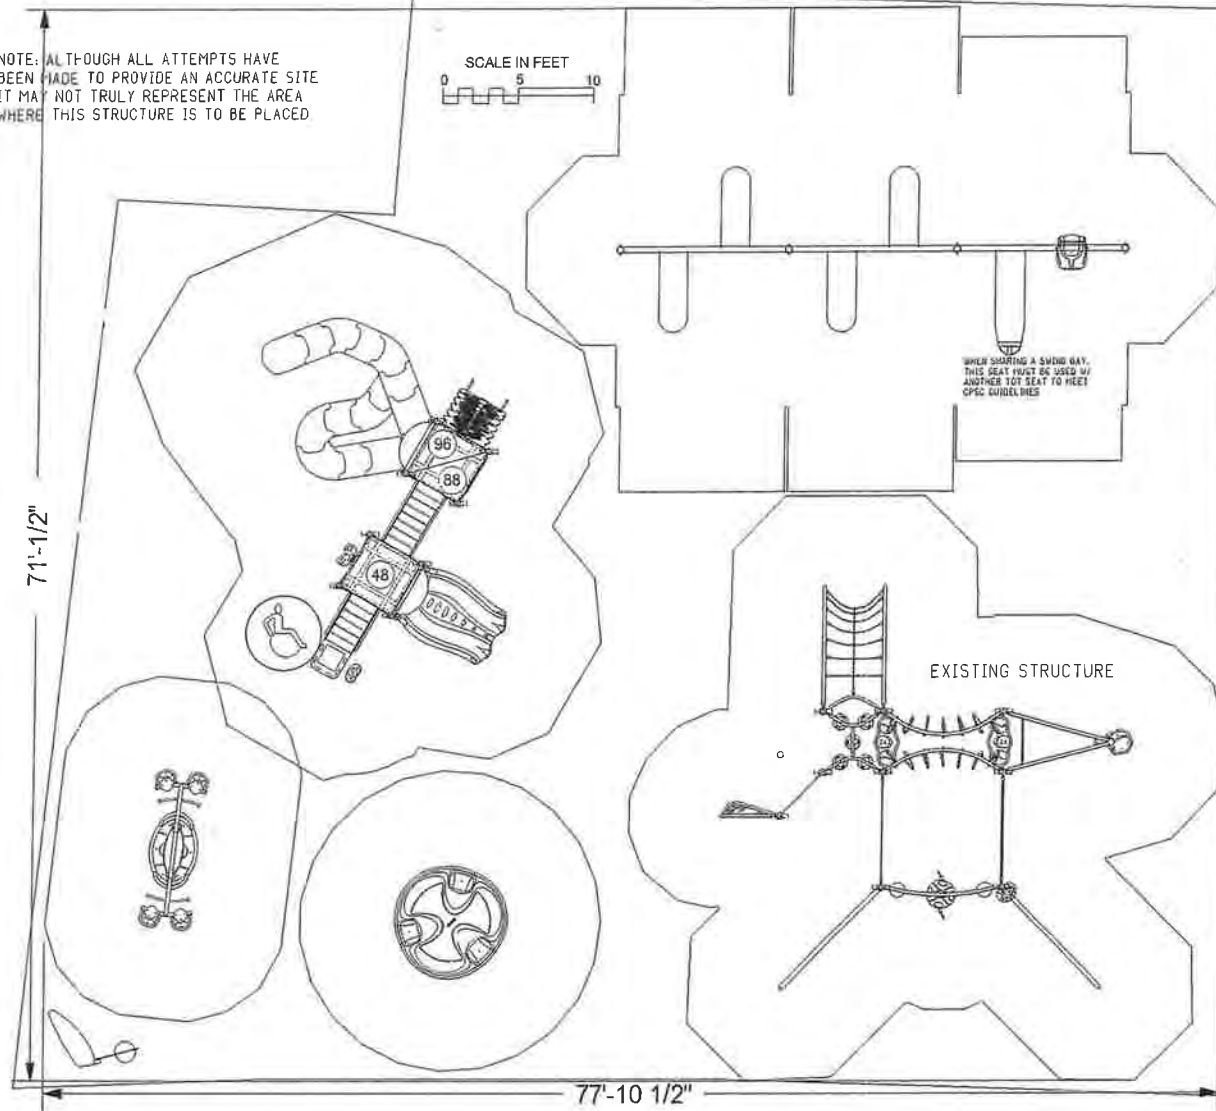 NOTE: ALTHOUGH ALL ATTEMPTS HAVE
BEEN MADE TO PROVIDE AN ACCURATE SITE
IT MAY NOT TRULY REPRESENT THE AREA
WHERE THIS STRUCTURE IS TO BE PLACED
SCALE IN FEET
0 5 10
WHEN SHARING A SWING BAY,
THIS SEAT MUST BE USED W/
ANOTHER TOT SEAT TO MEET
CPSC GUIDELINES
96
88
48
71'-1/2"
EXISTING STRUCTURE
77'-10 1/2"